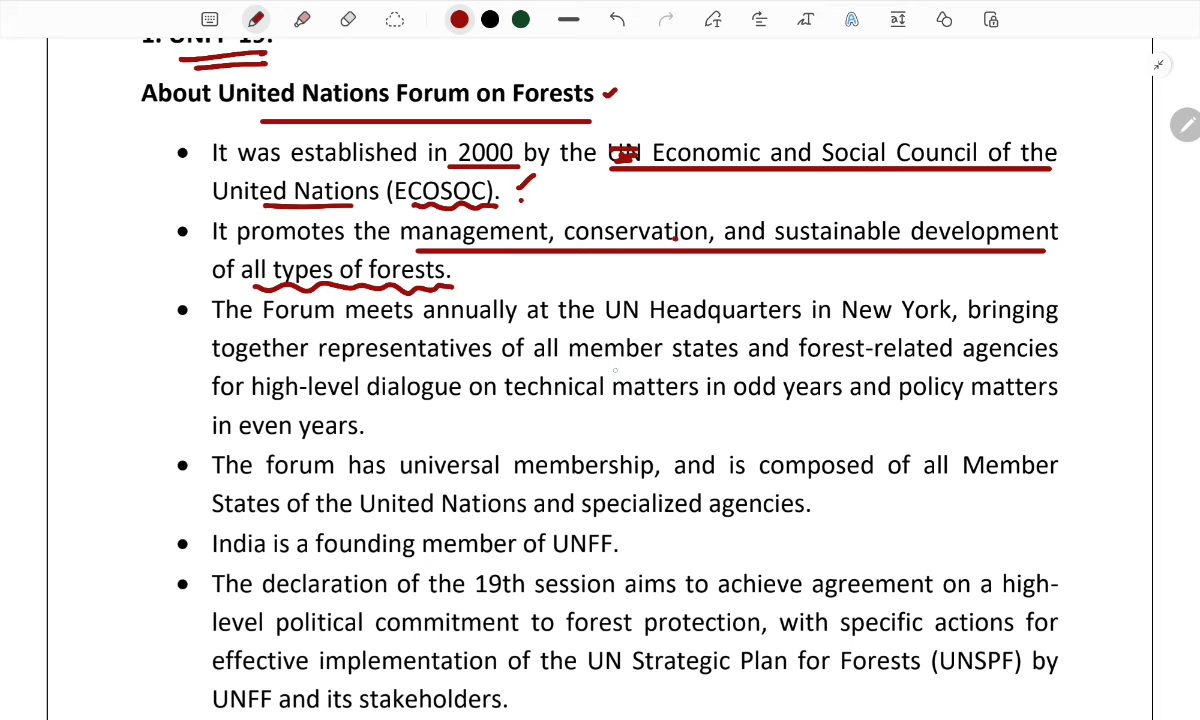 1. UNFF 19:
About United Nations Forum on Forests
• It was established in 2000 by the UN Economic and Social Council of the
United Nations (ECOSOC).
• It promotes the management, conservation, and sustainable development
of all types of forests.
• The Forum meets annually at the UN Headquarters in New York, bringing
together representatives of all member states and forest-related agencies
for high-level dialogue on technical matters in odd years and policy matters
in even years.
• The forum has universal membership, and is composed of all Member
States of the United Nations and specialized agencies.
• India is a founding member of UNFF.
• The declaration of the 19th session aims to achieve agreement on a high-
level political commitment to forest protection, with specific actions for
effective implementation of the UN Strategic Plan for Forests (UNSPF) by
UNFF and its stakeholders.